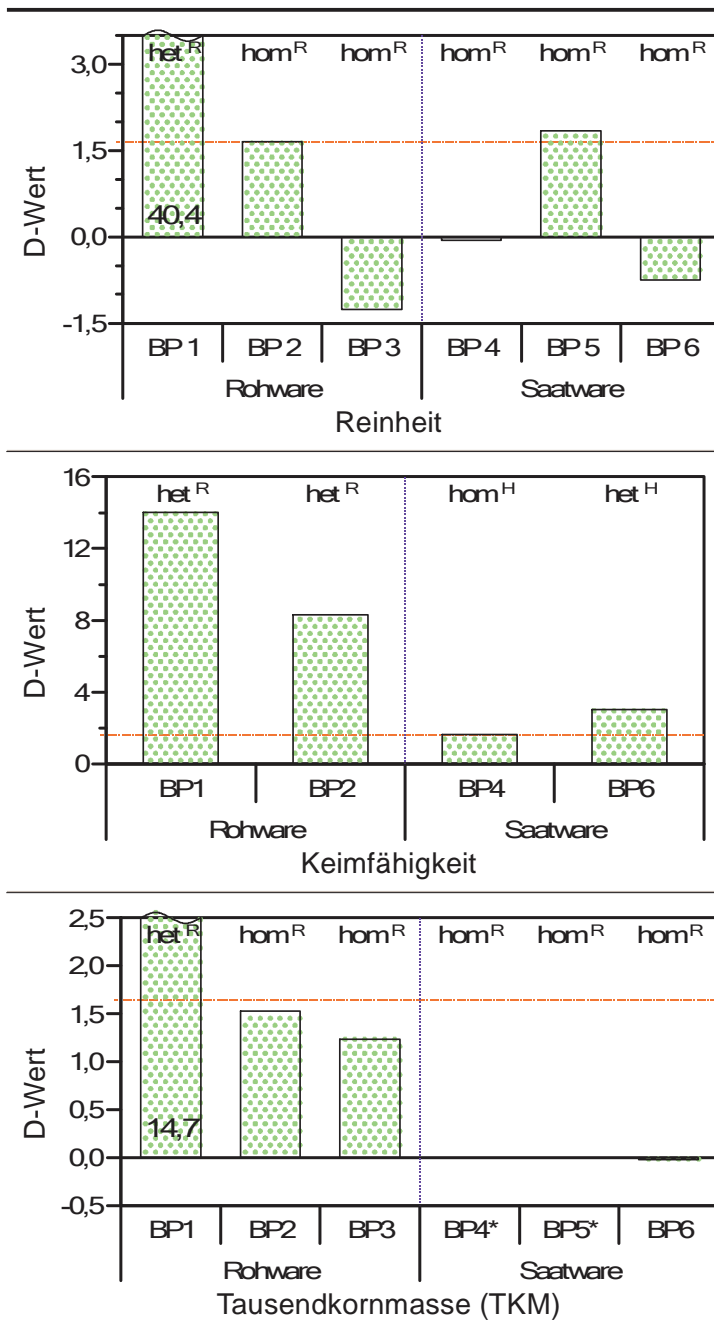 het R hom R hom R hom R hom R hom R
3,0
1,5
40,4
0,0
-1,5
D-Wert
BP 1 BP 2 BP 3 BP 4 BP 5 BP 6
Rohware Saatware
Reinheit
16
het R het R hom H het H
12
8
4
0
D-Wert
BP1 BP2 BP4 BP6
Rohware Saatware
Keimfähigkeit
2,5
het R hom R hom R hom R hom R hom R
2,0
1,5
1,0
0,5
14,7
0,0
-0,5
D-Wert
BP1 BP2 BP3 BP4* BP5* BP6
Rohware Saatware
Tausendkornmasse (TKM)